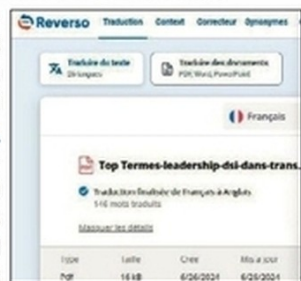 Reverso Traduction Context Correcteur Synonymes
Traduire du texte
26 langues
Traduire des documents
PDF, Word, PowerPoint
Français
Top Termes-leadership-dsi-dans-trans.
Traduction finalisée de Français à Anglais
146 mots traduits
Masquer les détails
Type Taille Créé Mis à jour
Pdf 16 kB 6/26/2024 6/26/2024